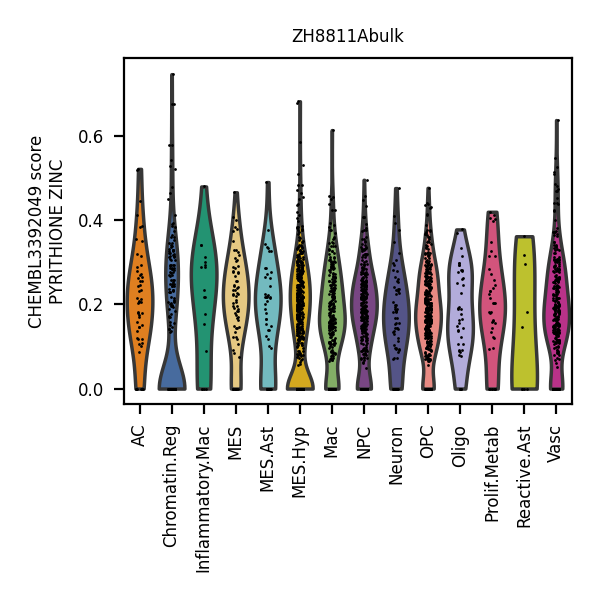 ZH8811Abulk
CHEMBL3392049 score
PYRITHIONE ZINC
0.6
0.4
0.2
0.0
AC
Chromatin.Reg
Inflammatory.Mac
MES
MES.Ast
MES.Hyp
Mac
NPC
Neuron
OPC
Oligo
Prolif.Metab
Reactive.Ast
Vasc